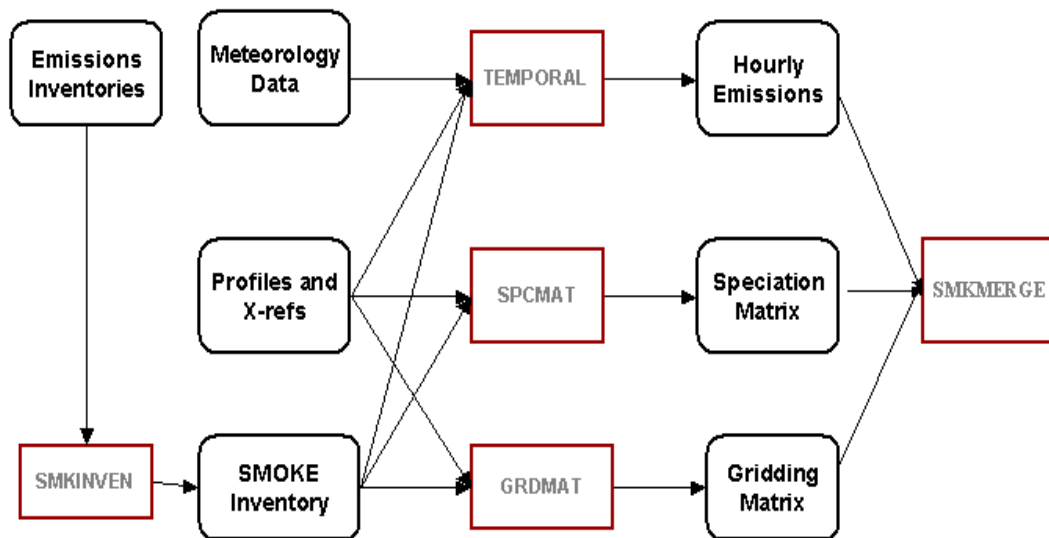 Emissions
Inventories
Meteorology
Data
TEMPORAL
Hourly
Emissions
Profiles and
X-refs
SPCMAT
Speciation
Matrix
SMKMERGE
SMKINVEN
SMOKE
Inventory
GRDMAT
Gridding
Matrix